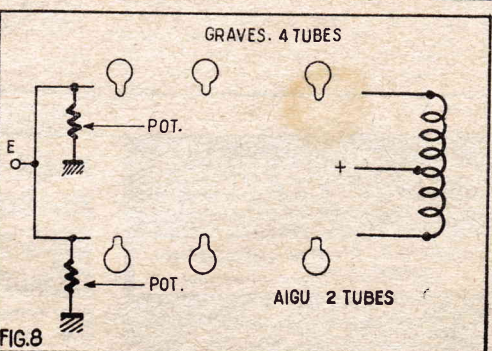 GRAVES. 4 TUBES
POT.
E
+
POT.
AIGU 2 TUBES
FIG.8